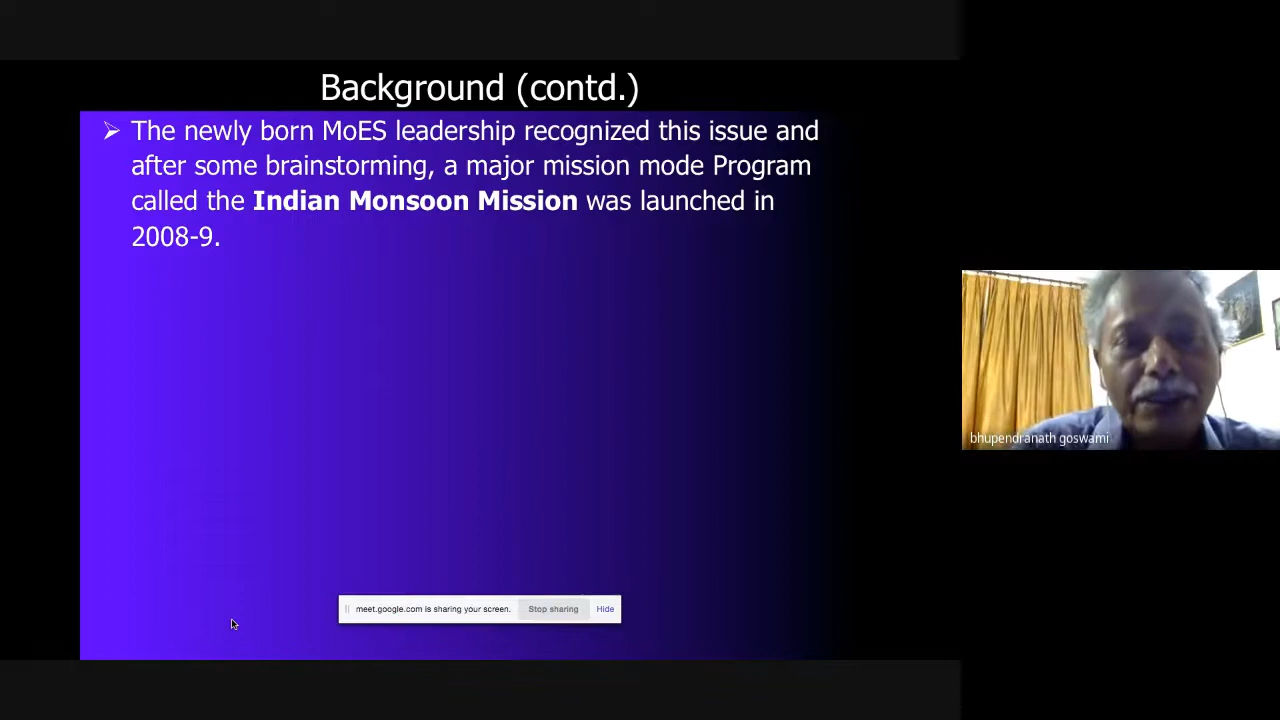 Background (contd.)
➢ The newly born MoES leadership recognized this issue and
after some brainstorming, a major mission mode Program
called the Indian Monsoon Mission was launched in
2008-9.
bhupendranath goswami
meet.google.com is sharing your screen. Stop sharing Hide